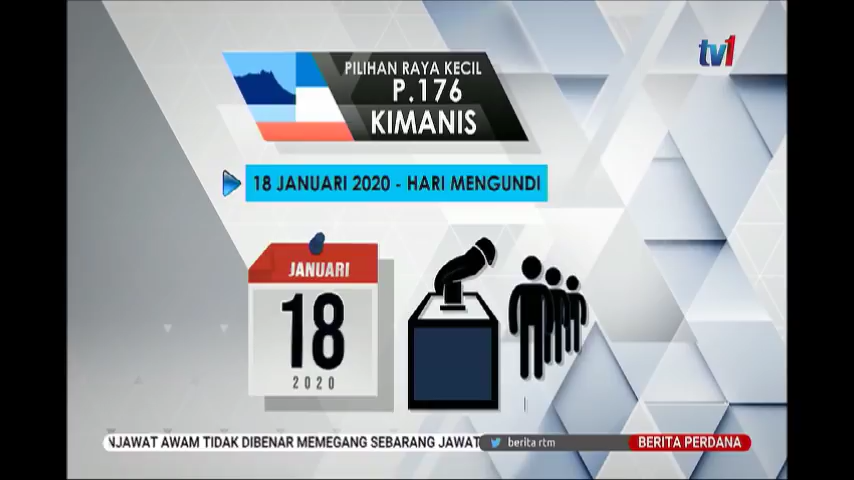 tv1
PILIHAN RAYA KECIL
P.176
KIMANIS
18 JANUARI 2020 - HARI MENGUNDI
JANUARI
18
2020
AWAM TIDAK DIBENAR MEMEGANG SEBARANG JAWAT
berita rtm
BERITA PERDANA